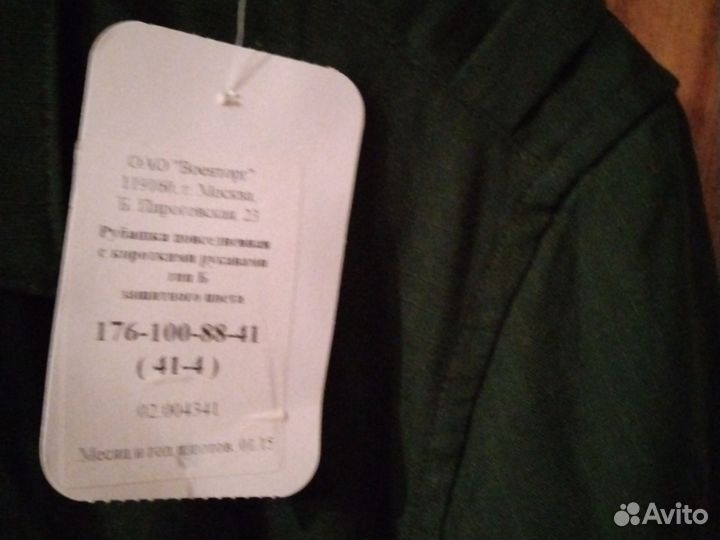 ОАО "Военторг"
119160, г. Москва,
Б. Пироговская, 23
Рубашка повседневная
с короткими рукавами
тип Б
защитного цвета
176-100-88-41
( 41-4 )
02.004341
Месяц и год изготов. 01.15
Avito